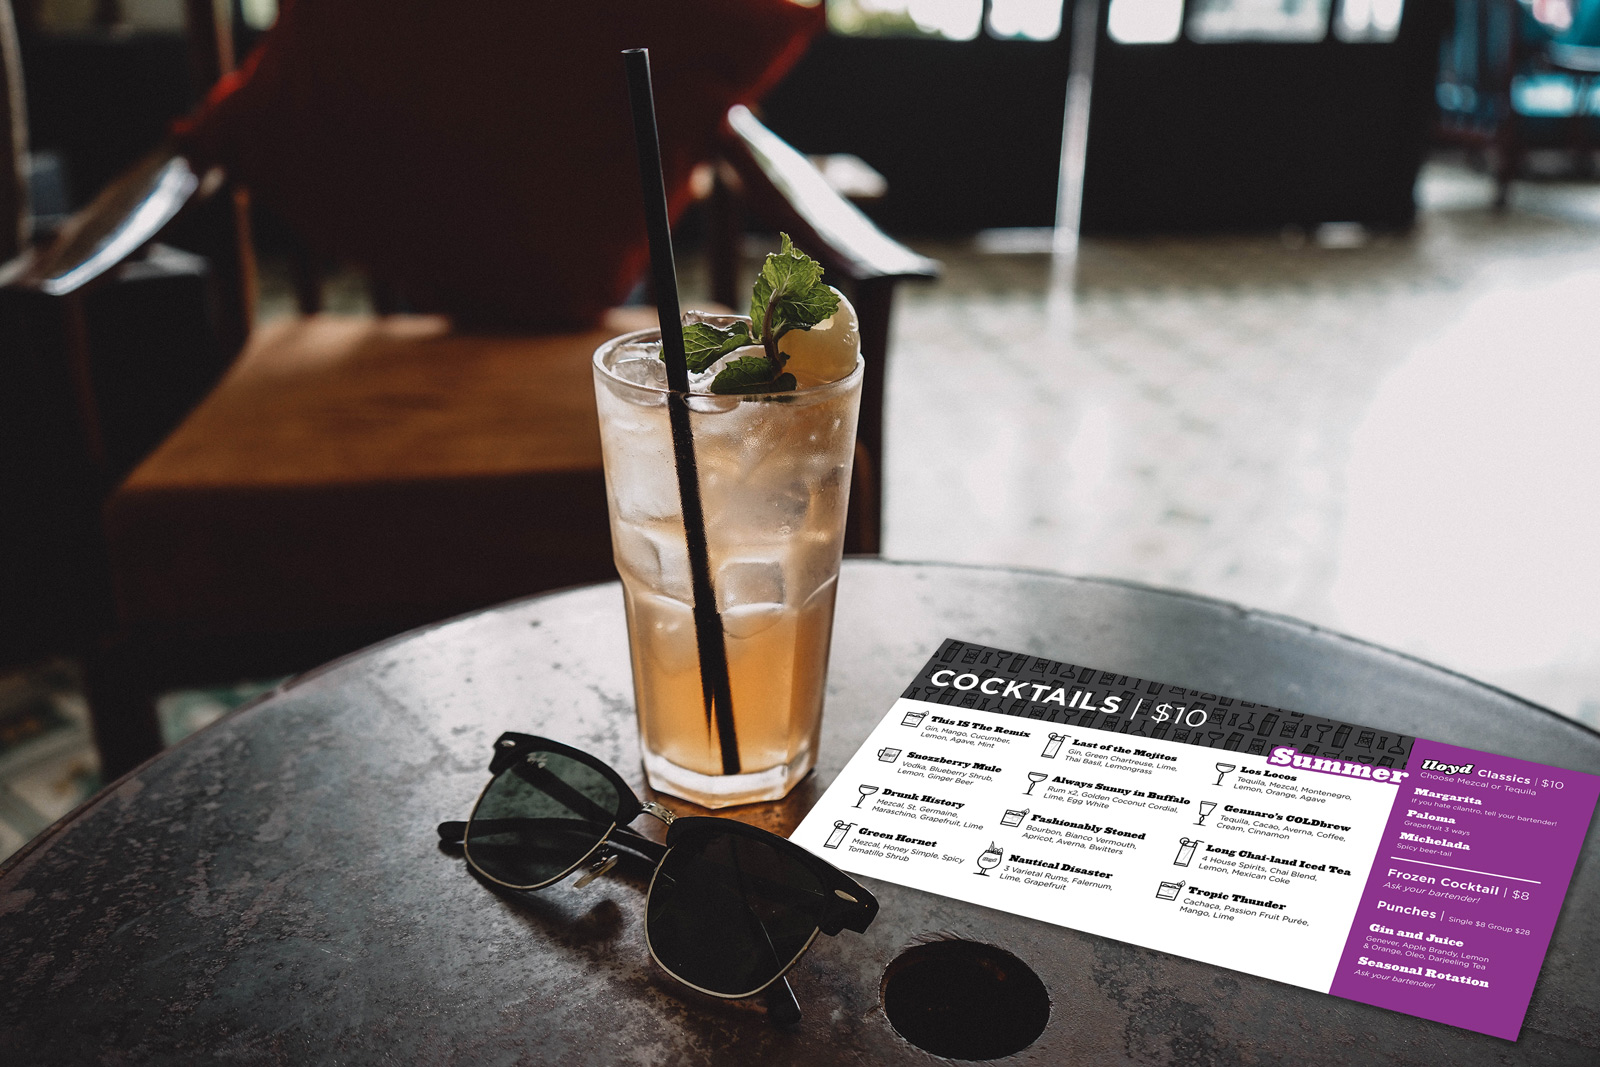 COCKTAILS | $10
This IS The Remix
Gin, Mango, Cucumber,
Lemon, Agave, Mint
Snozzberry Mule
Vodka, Blueberry Shrub,
Lemon, Ginger Beer
Drunk History
Mezcal, St. Germaine,
Maraschino, Grapefruit, Lime
Green Hornet
Mezcal, Honey Simple, Spicy
Tomatillo Shrub
Last of the Mojitos
Gin, Green Chartreuse, Lime,
Thai Basil, Lemongrass
Always Sunny in Buffalo
Rum x2, Golden Coconut Cordial,
Lime, Egg White
Fashionably Stoned
Bourbon, Bianco Vermouth,
Apricot, Averna, Bwitters
Nautical Disaster
3 Varietal Rums, Falernum,
Lime, Grapefruit
Los Locos
Tequila, Mezcal, Montenegro,
Lemon, Orange, Agave
Gennaro's COLDbrew
Tequila, Cacao, Averna, Coffee,
Cream, Cinnamon
Long Chai-land Iced Tea
4 House Spirits, Chai Blend,
Lemon, Mexican Coke
Tropic Thunder
Cachaça, Passion Fruit Purée,
Mango, Lime
Summer
lloyd Classics | $10
Choose Mezcal or Tequila
Margarita
If you hate cilantro, tell your bartender!
Paloma
Grapefruit 3 ways
Michelada
Spicy beer-tail
Frozen Cocktail | $8
Ask your bartender!
Punches | Single $8 Group $28
Gin and Juice
Genever, Apple Brandy, Lemon
& Orange, Oleo, Darjeeling Tea
Seasonal Rotation
Ask your bartender!